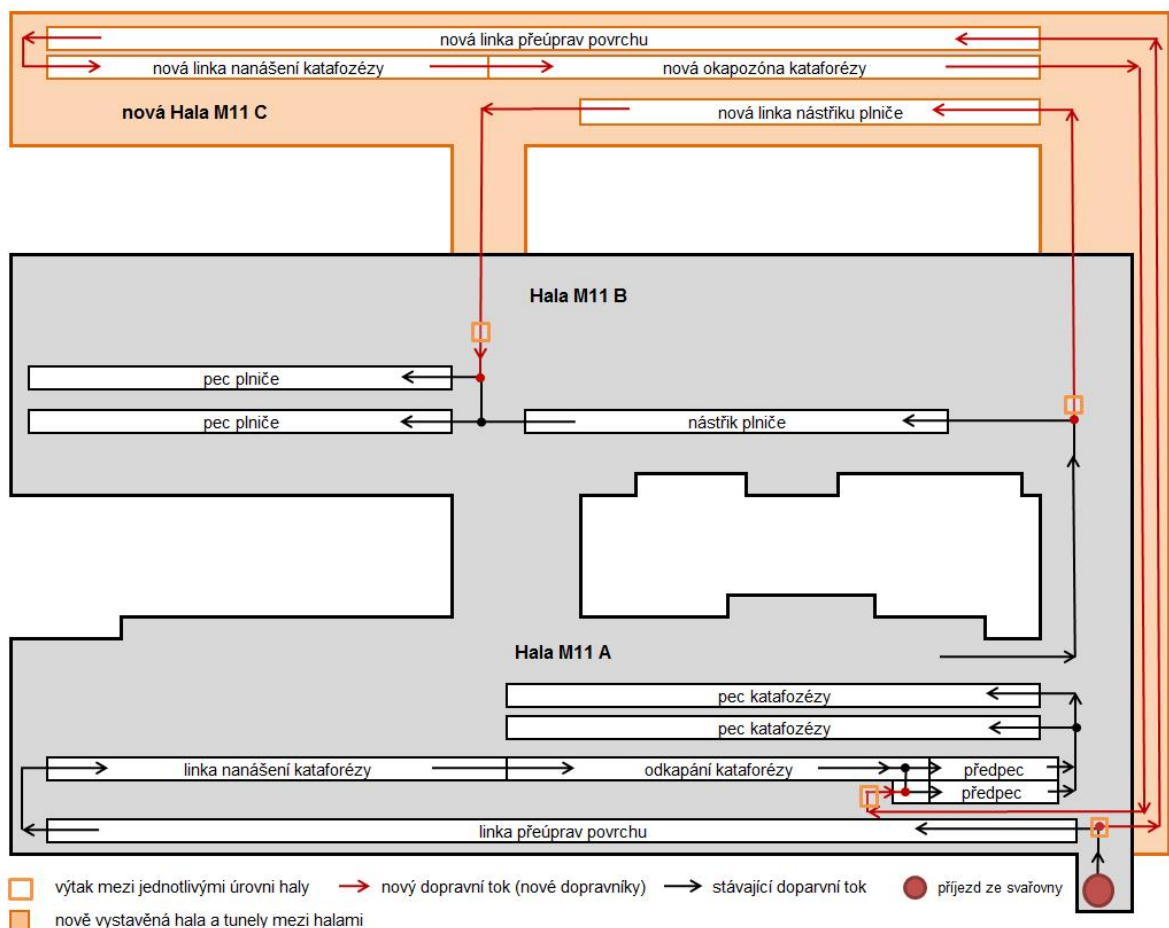 nová linka přeúprav povrchu
nová linka nanášení katafozézy
nová okapozóna kataforézy
nová Hala M11 C
nová linka nástřiku plniče
Hala M11 B
pec plniče
pec plniče
nástřik plniče
Hala M11 A
pec katafozézy
pec katafozézy
linka nanášení kataforézy
odkapání kataforézy
předpec
předpec
linka přeúprav povrchu
výtak mezi jednotlivými úrovni haly
nový dopravní tok (nové dopravníky)
stávající doparvní tok
příjezd ze svařovny
nově vystavěná hala a tunely mezi halami